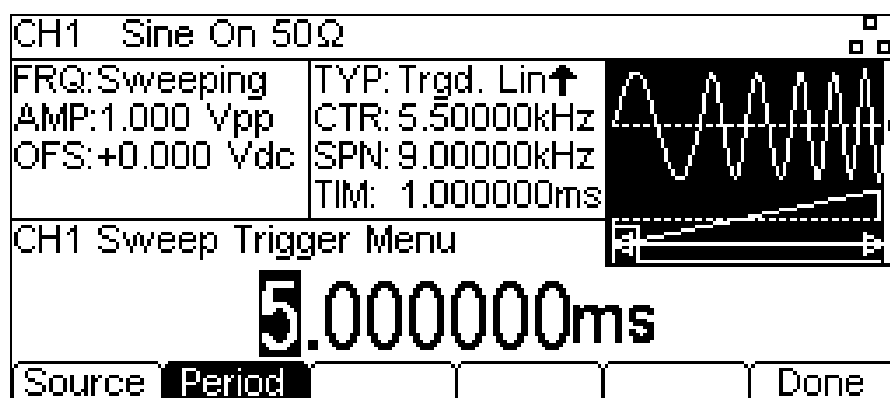 CH1 Sine On 50Ω
FRQ:Sweeping
AMP:1.000 Vpp
OFS:+0.000 Vdc
TYP: Trgd. Lin↑
CTR: 5.50000kHz
SPN: 9.00000kHz
TIM: 1.000000ms
CH1 Sweep Trigger Menu
5.000000ms
Source Period Done